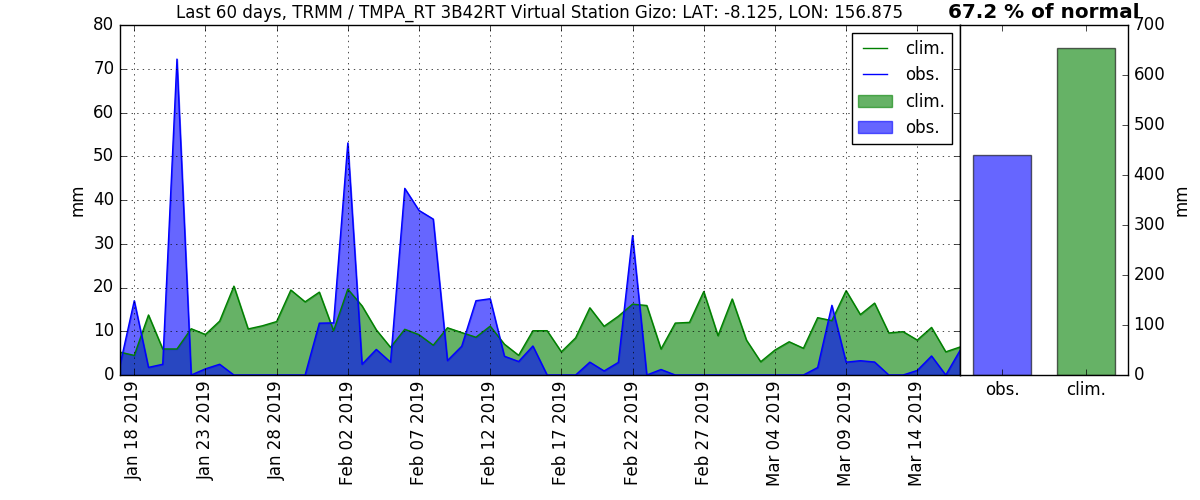 Last 60 days, TRMM / TMPA_RT 3B42RT Virtual Station Gizo: LAT: -8.125, LON: 156.875
67.2 % of normal
80
70
60
50
40
30
20
10
0
mm
clim.
obs.
clim.
obs.
Jan 18 2019
Jan 23 2019
Jan 28 2019
Feb 02 2019
Feb 07 2019
Feb 12 2019
Feb 17 2019
Feb 22 2019
Feb 27 2019
Mar 04 2019
Mar 09 2019
Mar 14 2019
700
600
500
400
300
200
100
0
mm
obs.
clim.